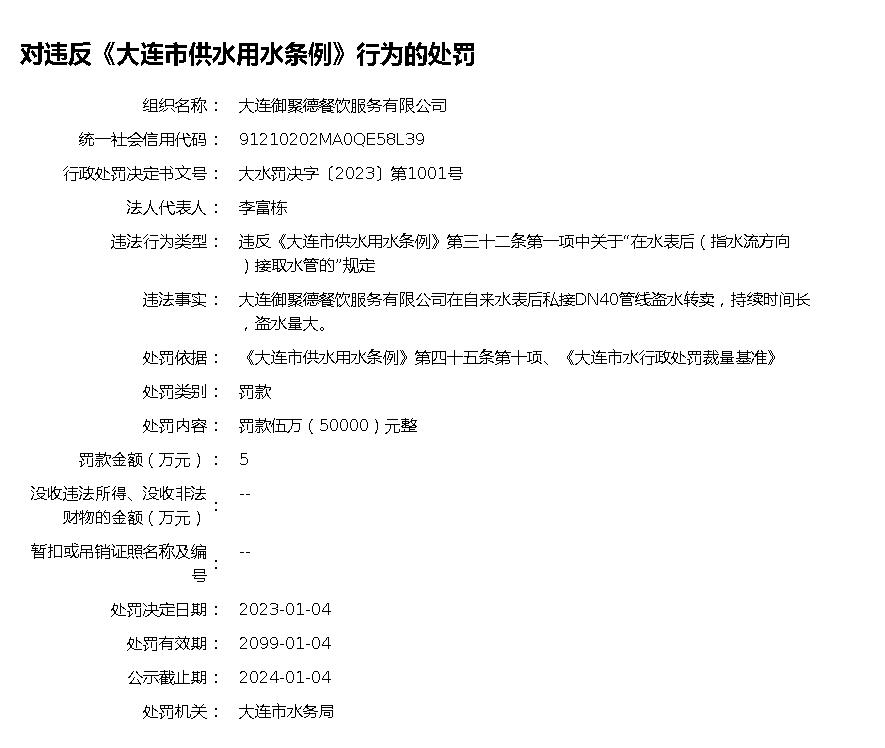 对违反《大连市供水用水条例》行为的处罚
组织名称： 大连御聚德餐饮服务有限公司
统一社会信用代码： 91210202MA0QE58L39
行政处罚决定书文号： 大水罚决字〔2023〕第1001号
法人代表人： 李富栋
违法行为类型： 违反《大连市供水用水条例》第三十二条第一项中关于“在水表后（指水流方向
）接取水管的”规定
违法事实： 大连御聚德餐饮服务有限公司在自来水表后私接DN40管线盗水转卖，持续时间长
，盗水量大。
处罚依据： 《大连市供水用水条例》第四十五条第十项、《大连市水行政处罚裁量基准》
处罚类别： 罚款
处罚内容： 罚款伍万（50000）元整
罚款金额（万元）： 5
没收违法所得、没收非法
财物的金额（万元）： --
暂扣或吊销证照名称及编
号： --
处罚决定日期： 2023-01-04
处罚有效期： 2099-01-04
公示截止期： 2024-01-04
处罚机关： 大连市水务局